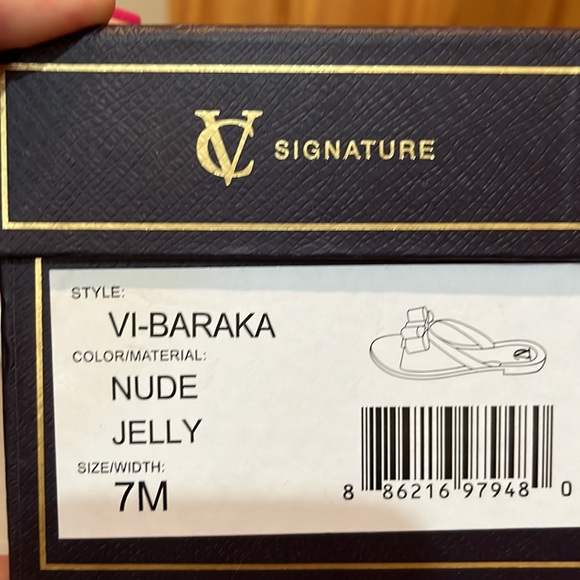 VC SIGNATURE
STYLE:
VI-BARAKA
COLOR/MATERIAL:
NUDE
JELLY
SIZE/WIDTH:
7M
8 86216 97948 0